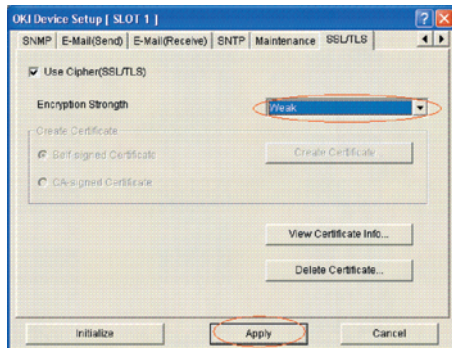 OKI Device Setup [ SLOT 1 ]
SNMP E-Mail(Send) E-Mail(Receive) SNTP Maintenance SSL/TLS
Use Cipher(SSL/TLS)
Encryption Strength Weak
Create Certificate
Self-signed Certificate Create Certificate...
CA-signed Certificate
View Certificate Info...
Delete Certificate...
Initialize Apply Cancel